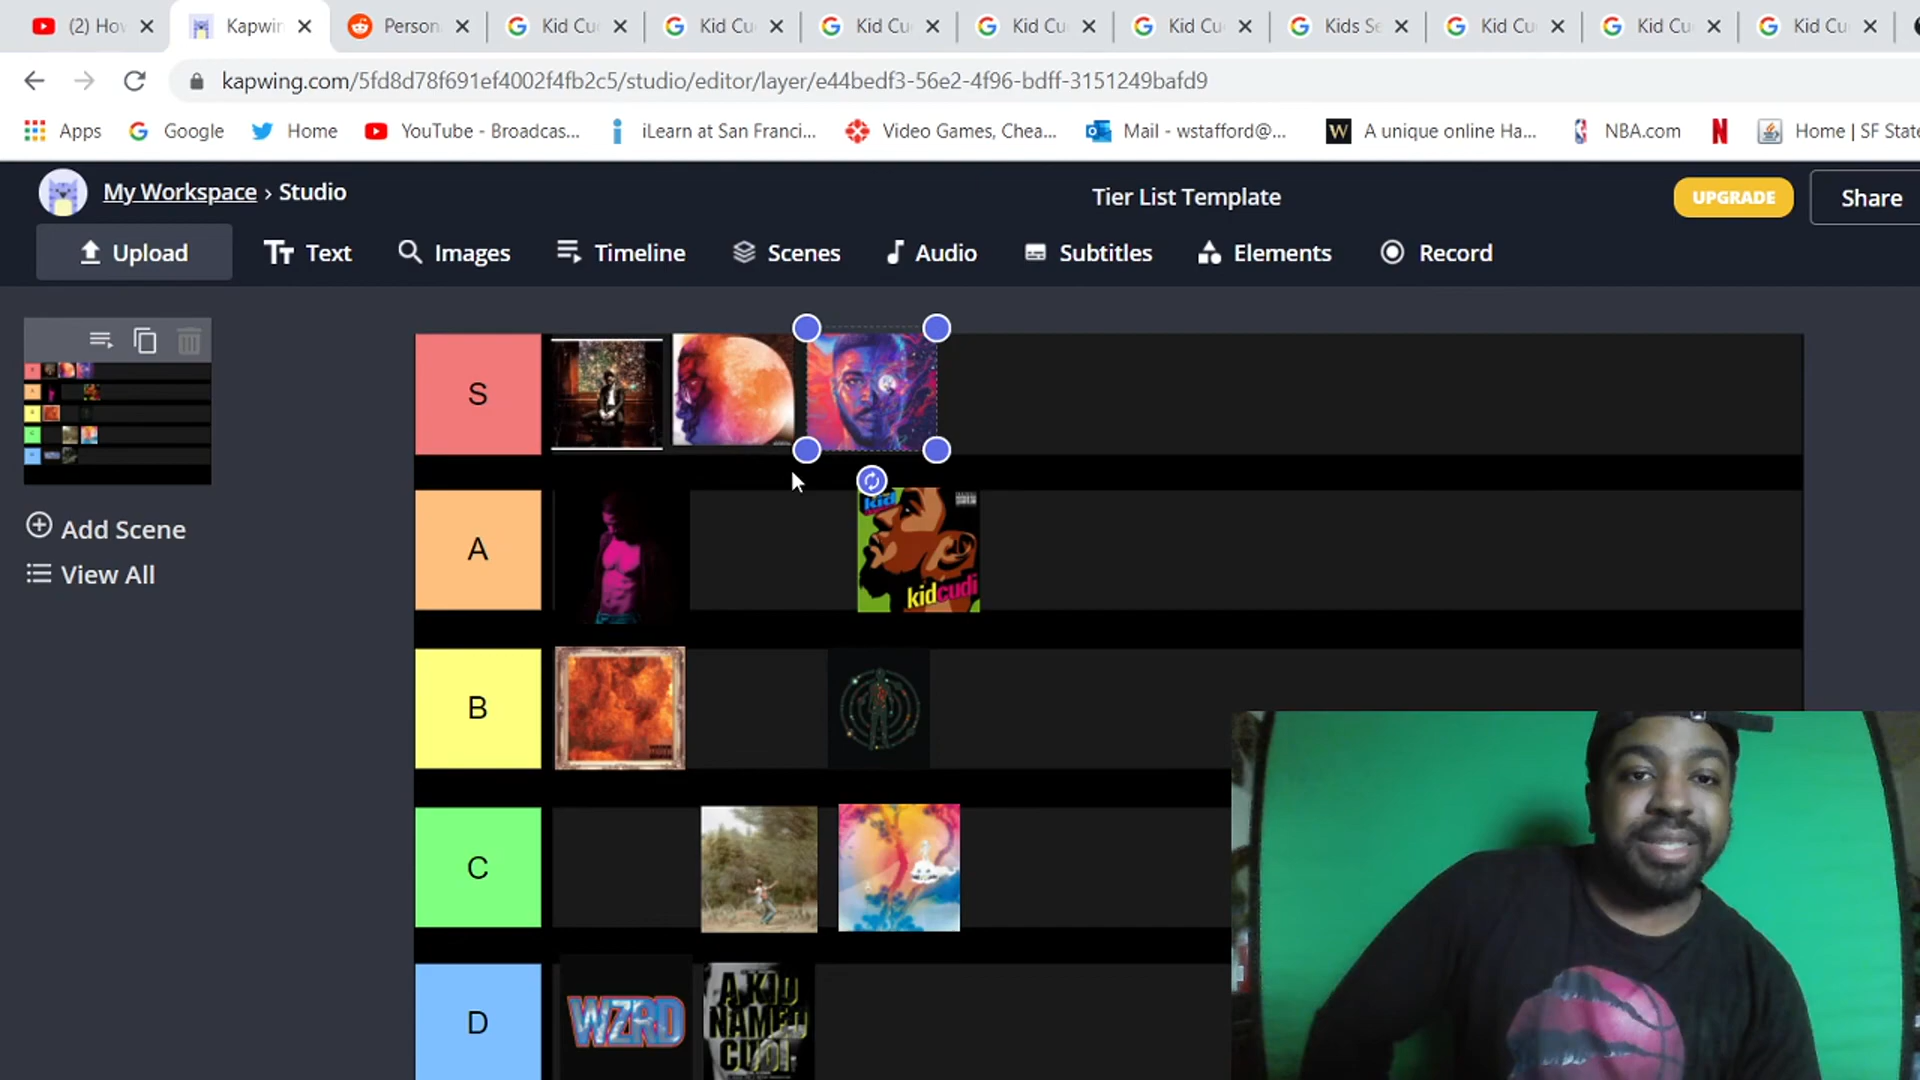 (2) Ho
Kapwin
Person
Kid Cu
Kid Cu
Kid Cu
Kid Cu
Kid Cu
Kids Se
Kid Cu
Kid Cu
Kid Cu
kapwing.com/5fd8d78f691ef4002f4fb2c5/studio/editor/layer/e44bedf3-56e2-4f96-bdff-3151249bafd9
Apps Google Home YouTube - Broadcas... iLearn at San Franci... Video Games, Chea... Mail - wstafford@... A unique online Ha... NBA.com Home | SF State
My Workspace › Studio
Tier List Template
UPGRADE
Share
Upload Text Images Timeline Scenes Audio Subtitles Elements Record
Add Scene
View All
S
A
kid
kidcudi
B
C
D
WZRD
A KID
NAMED
CUDI